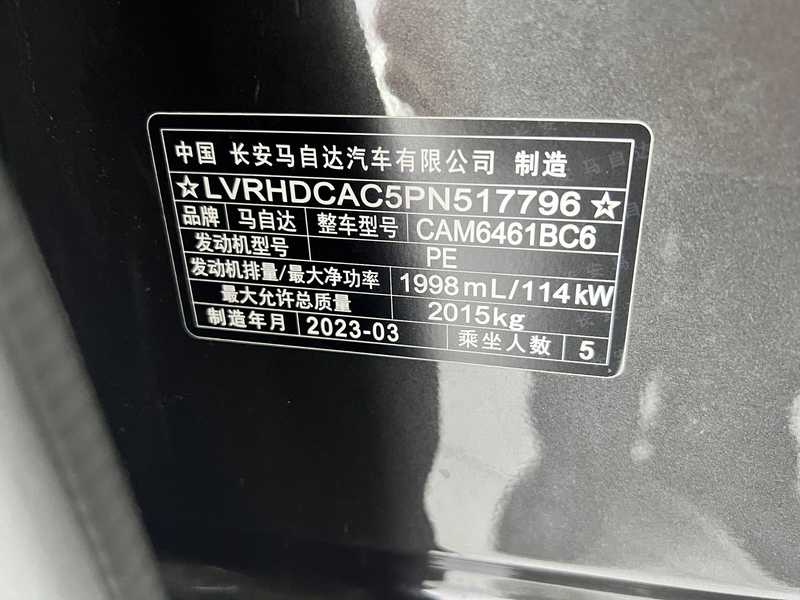 中国 长安马自达汽车有限公司 制造
☆LVRHDCAC5PN517796☆
品牌 马自达 整车型号 CAM6461BC6
发动机型号 PE
发动机排量/最大净功率 1998mL/114kW
最大允许总质量 2015kg
制造年月 2023-03 乘坐人数 5